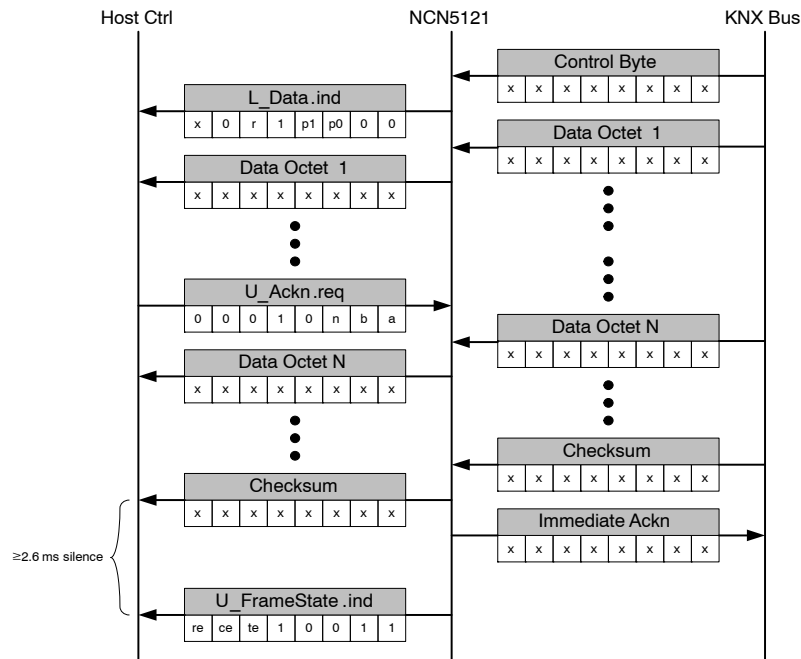 Host Ctrl NCN5121 KNX Bus
Control Byte
x x x x x x x x
L_Data.ind
x 0 r 1 p1 p0 0 0
Data Octet 1
x x x x x x x x
Data Octet 1
x x x x x x x x
U_Ackn.req
0 0 0 1 0 n b a
Data Octet N
x x x x x x x x
Data Octet N
x x x x x x x x
Checksum
x x x x x x x x
Checksum
x x x x x x x x
Immediate Ackn
x x x x x x x x
≥2.6 ms silence
U_FrameState.ind
re ce te 1 0 0 1 1